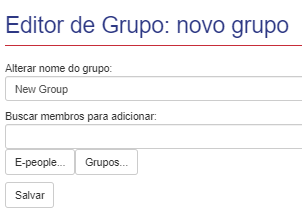 Editor de Grupo: novo grupo
Alterar nome do grupo:
New Group
Buscar membros para adicionar:
E-people... Grupos...
Salvar